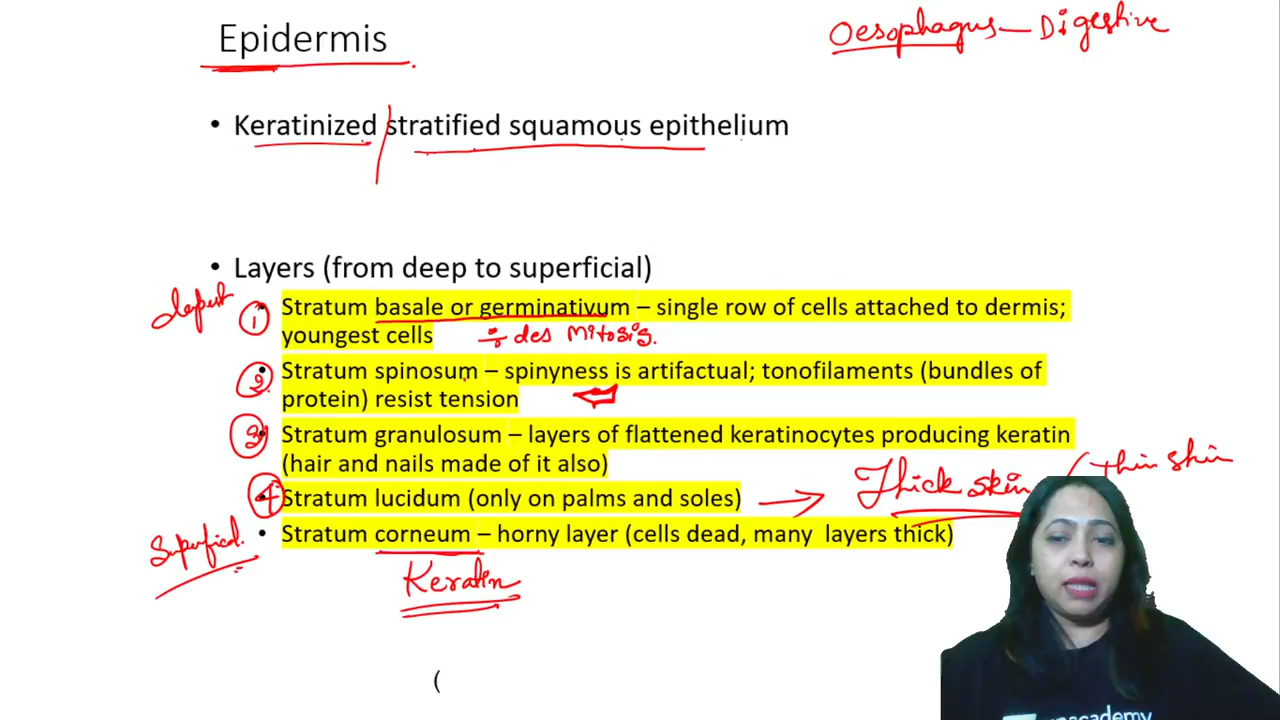 Epidermis
Oesophagus – Digestive
• Keratinized / stratified squamous epithelium
• Layers (from deep to superficial)
deepest
① • Stratum basale or germinativum – single row of cells attached to dermis;
youngest cells ÷des Mitosis.
② • Stratum spinosum – spinyness is artifactual; tonofilaments (bundles of
protein) resist tension
③ • Stratum granulosum – layers of flattened keratinocytes producing keratin
(hair and nails made of it also)
④ • Stratum lucidum (only on palms and soles) → Thick skin / thin skin
Superficial.
• Stratum corneum – horny layer (cells dead, many layers thick)
Keratin
(
unacademy